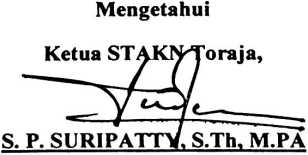 Mengetahui
Ketua STAKN Toraja,
S. P. SURIPATTY, S.Th, M.PA